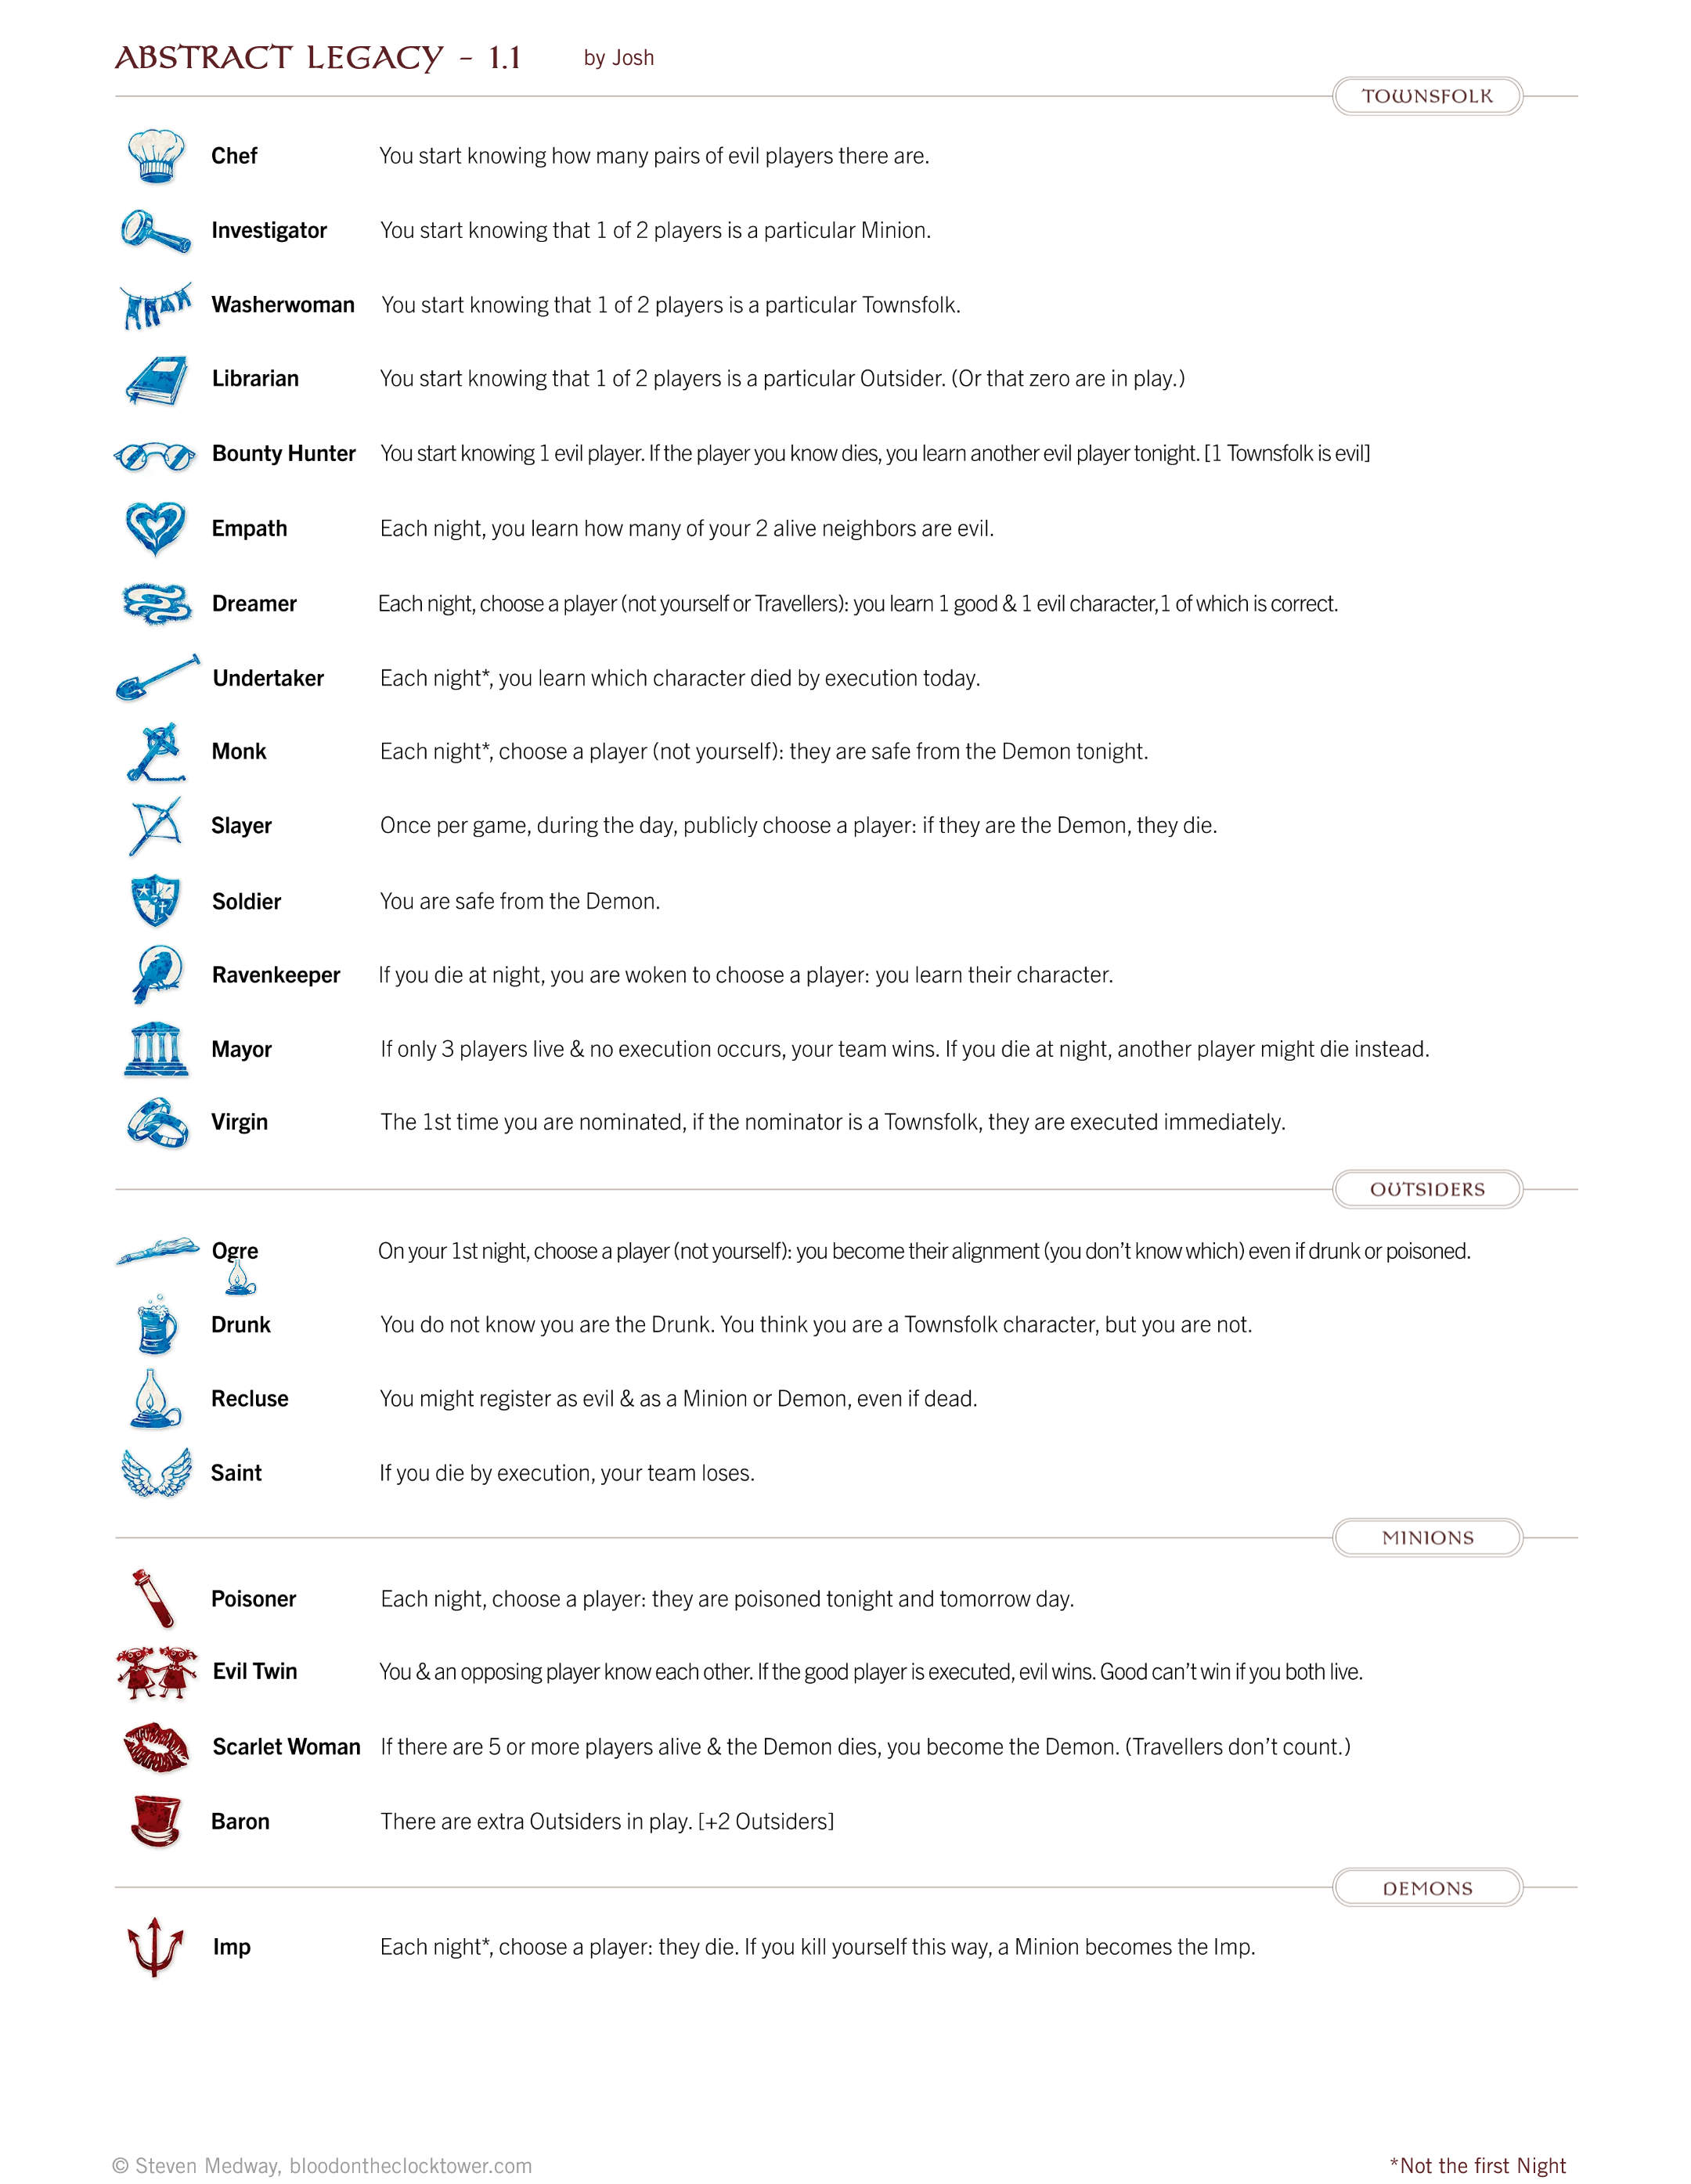 ABSTRACT LEGACY - 1.1 by Josh
TOWNSFOLK
Chef You start knowing how many pairs of evil players there are.
Investigator You start knowing that 1 of 2 players is a particular Minion.
Washerwoman You start knowing that 1 of 2 players is a particular Townsfolk.
Librarian You start knowing that 1 of 2 players is a particular Outsider. (Or that zero are in play.)
Bounty Hunter You start knowing 1 evil player. If the player you know dies, you learn another evil player tonight. [1 Townsfolk is evil]
Empath Each night, you learn how many of your 2 alive neighbors are evil.
Dreamer Each night, choose a player (not yourself or Travellers): you learn 1 good & 1 evil character,1 of which is correct.
Undertaker Each night*, you learn which character died by execution today.
Monk Each night*, choose a player (not yourself): they are safe from the Demon tonight.
Slayer Once per game, during the day, publicly choose a player: if they are the Demon, they die.
Soldier You are safe from the Demon.
Ravenkeeper If you die at night, you are woken to choose a player: you learn their character.
Mayor If only 3 players live & no execution occurs, your team wins. If you die at night, another player might die instead.
Virgin The 1st time you are nominated, if the nominator is a Townsfolk, they are executed immediately.
OUTSIDERS
Ogre On your 1st night, choose a player (not yourself): you become their alignment (you don't know which) even if drunk or poisoned.
Drunk You do not know you are the Drunk. You think you are a Townsfolk character, but you are not.
Recluse You might register as evil & as a Minion or Demon, even if dead.
Saint If you die by execution, your team loses.
MINIONS
Poisoner Each night, choose a player: they are poisoned tonight and tomorrow day.
Evil Twin You & an opposing player know each other. If the good player is executed, evil wins. Good can't win if you both live.
Scarlet Woman If there are 5 or more players alive & the Demon dies, you become the Demon. (Travellers don't count.)
Baron There are extra Outsiders in play. [+2 Outsiders]
DEMONS
Imp Each night*, choose a player: they die. If you kill yourself this way, a Minion becomes the Imp.
© Steven Medway, bloodontheclocktower.com *Not the first Night